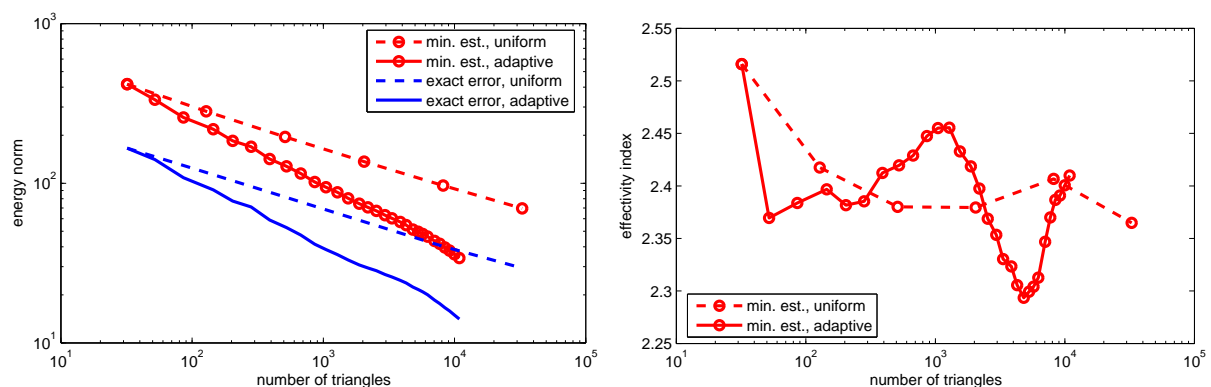 10^3
10^2
10^1
energy norm
min. est., uniform
min. est., adaptive
exact error, uniform
exact error, adaptive
10^1 10^2 10^3 10^4 10^5
number of triangles
2.55
2.5
2.45
2.4
2.35
2.3
2.25
effectivity index
min. est., uniform
min. est., adaptive
10^1 10^2 10^3 10^4 10^5
number of triangles